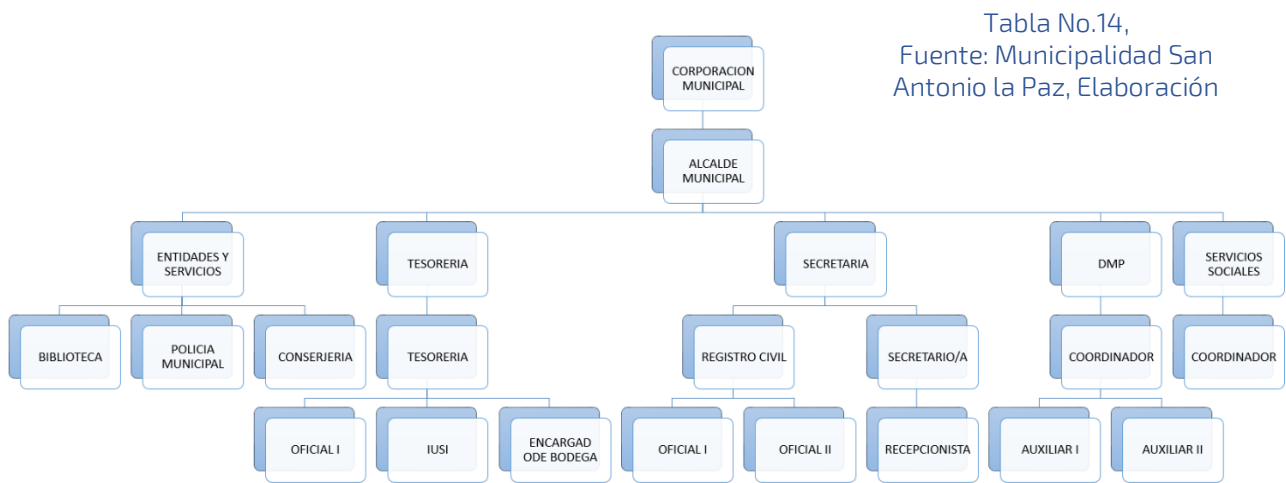 Tabla No.14,
Fuente: Municipalidad San
Antonio la Paz, Elaboración
CORPORACION
MUNICIPAL
ALCALDE
MUNICIPAL
ENTIDADES Y
SERVICIOS
TESORERIA
SECRETARIA
DMP
SERVICIOS
SOCIALES
BIBLIOTECA
POLICIA
MUNICIPAL
CONSERJERIA
TESORERIA
REGISTRO CIVIL
SECRETARIO/A
COORDINADOR
COORDINADOR
OFICIAL I
IUSI
ENCARGAD
ODE BODEGA
OFICIAL I
OFICIAL II
RECEPCIONISTA
AUXILIAR I
AUXILIAR II